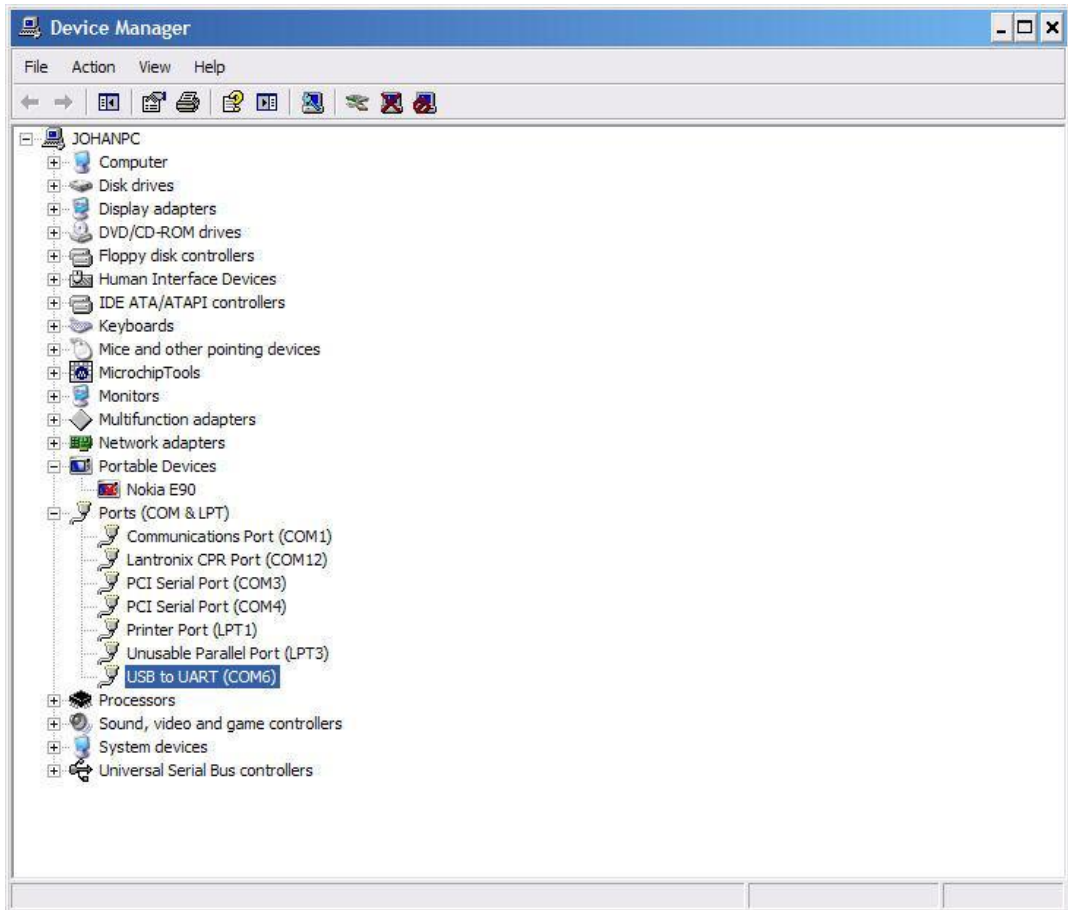 Device Manager
File Action View Help
JOHANPC
Computer
Disk drives
Display adapters
DVD/CD-ROM drives
Floppy disk controllers
Human Interface Devices
IDE ATA/ATAPI controllers
Keyboards
Mice and other pointing devices
MicrochipTools
Monitors
Multifunction adapters
Network adapters
Portable Devices
Nokia E90
Ports (COM & LPT)
Communications Port (COM1)
Lantronix CPR Port (COM12)
PCI Serial Port (COM3)
PCI Serial Port (COM4)
Printer Port (LPT1)
Unusable Parallel Port (LPT3)
USB to UART (COM6)
Processors
Sound, video and game controllers
System devices
Universal Serial Bus controllers